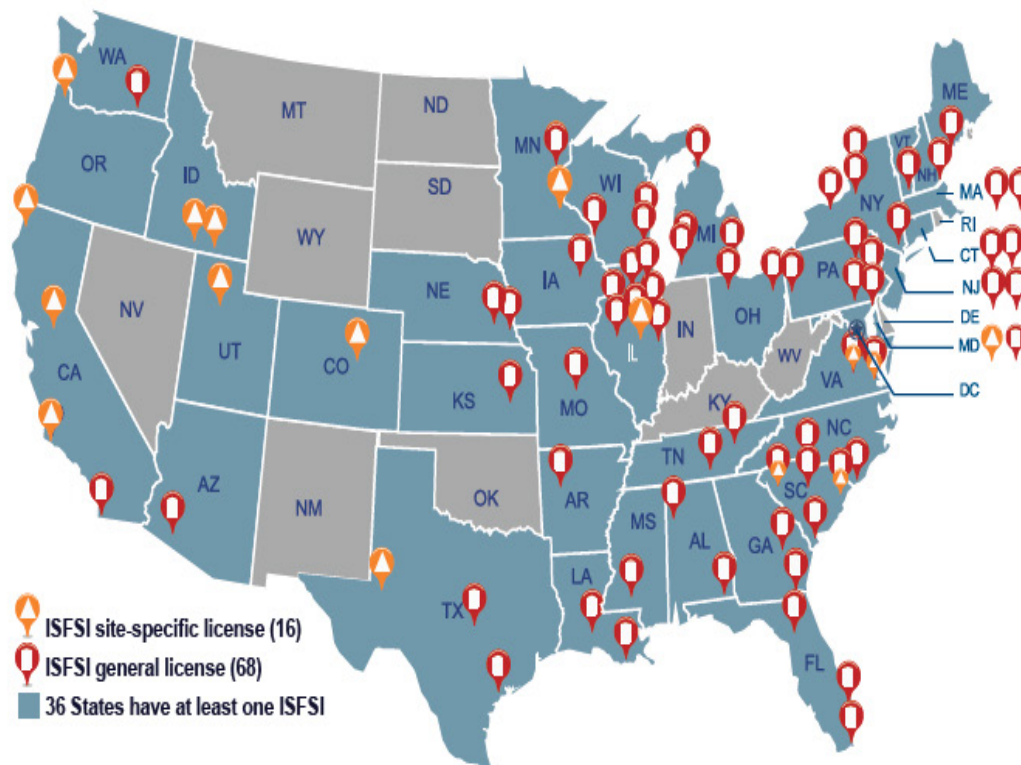 WA
MT
ND
ME
MN
VT
OR
ID
NH
SD
WI
NY
MA
WY
MI
RI
IA
PA
CT
NE
NJ
NV
OH
IN
DE
UT
IL
WV
MD
CO
CA
VA
DC
KS
MO
KY
NC
TN
AZ
OK
AR
SC
NM
MS
AL
GA
LA
TX
FL
ISFSI site-specific license (16)
ISFSI general license (68)
36 States have at least one ISFSI